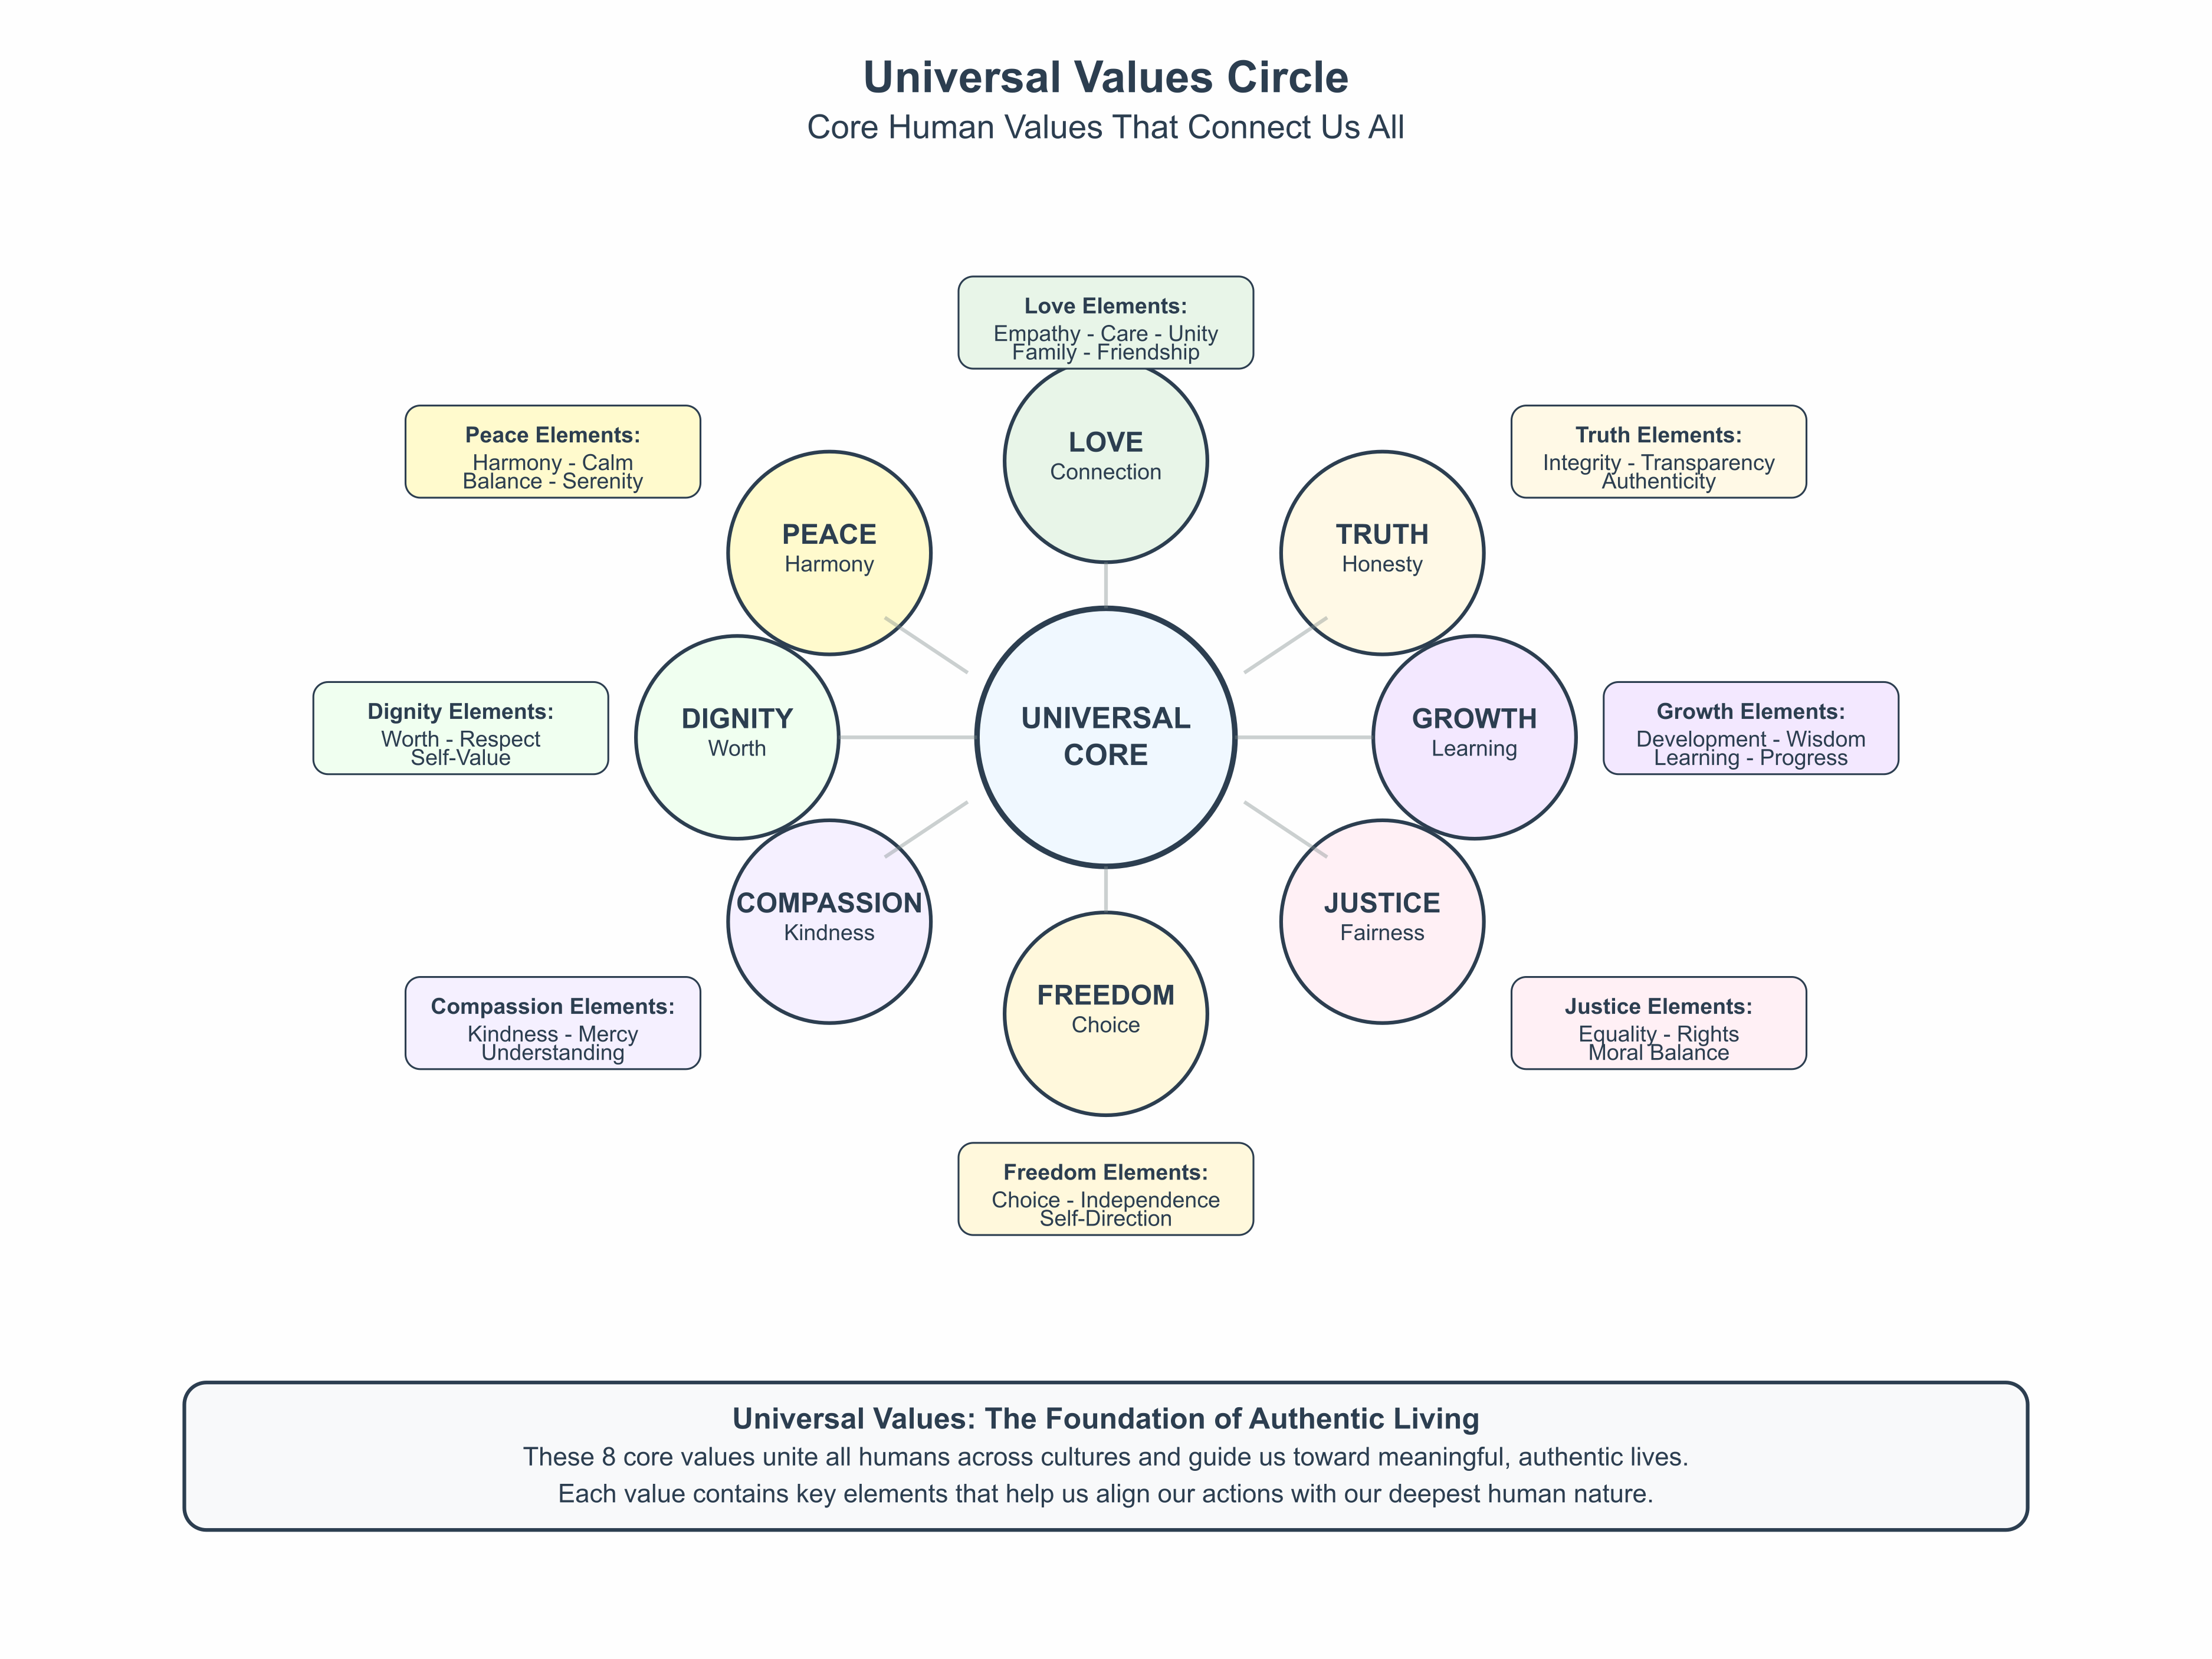 Universal Values Circle
Core Human Values That Connect Us All
Love Elements:
Empathy - Care - Unity
Family - Friendship
Peace Elements:
Harmony - Calm
Balance - Serenity
Truth Elements:
Integrity - Transparency
Authenticity
LOVE
Connection
PEACE
Harmony
TRUTH
Honesty
Dignity Elements:
Worth - Respect
Self-Value
DIGNITY
Worth
UNIVERSAL
CORE
GROWTH
Learning
Growth Elements:
Development - Wisdom
Learning - Progress
COMPASSION
Kindness
JUSTICE
Fairness
FREEDOM
Choice
Compassion Elements:
Kindness - Mercy
Understanding
Justice Elements:
Equality - Rights
Moral Balance
Freedom Elements:
Choice - Independence
Self-Direction
Universal Values: The Foundation of Authentic Living
These 8 core values unite all humans across cultures and guide us toward meaningful, authentic lives.
Each value contains key elements that help us align our actions with our deepest human nature.